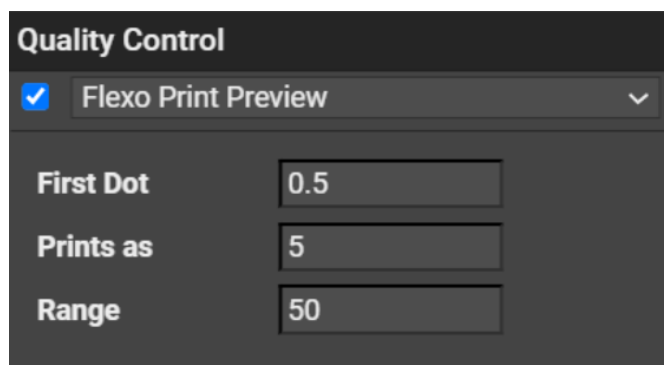 Quality Control
Flexo Print Preview
First Dot 0.5
Prints as 5
Range 50